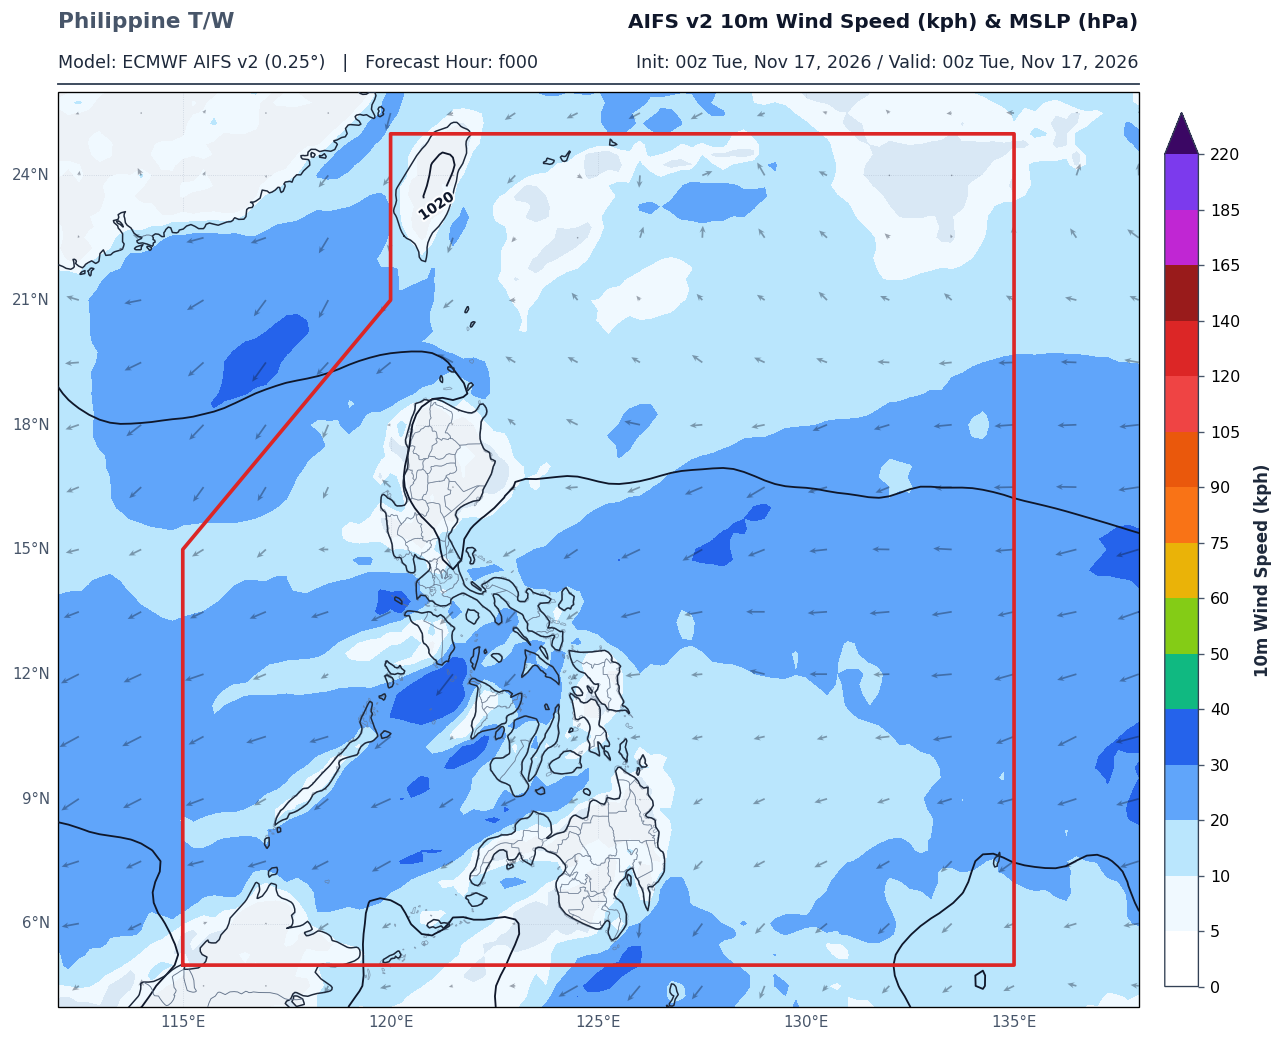 Philippine T/W
AIFS v2 10m Wind Speed (kph) & MSLP (hPa)
Model: ECMWF AIFS v2 (0.25°) | Forecast Hour: f000
Init: 00z Tue, Nov 17, 2026 / Valid: 00z Tue, Nov 17, 2026
24°N
21°N
18°N
15°N
12°N
9°N
6°N
115°E
120°E
125°E
130°E
135°E
1020
220
185
165
140
120
105
90
75
60
50
40
30
20
10
5
0
10m Wind Speed (kph)